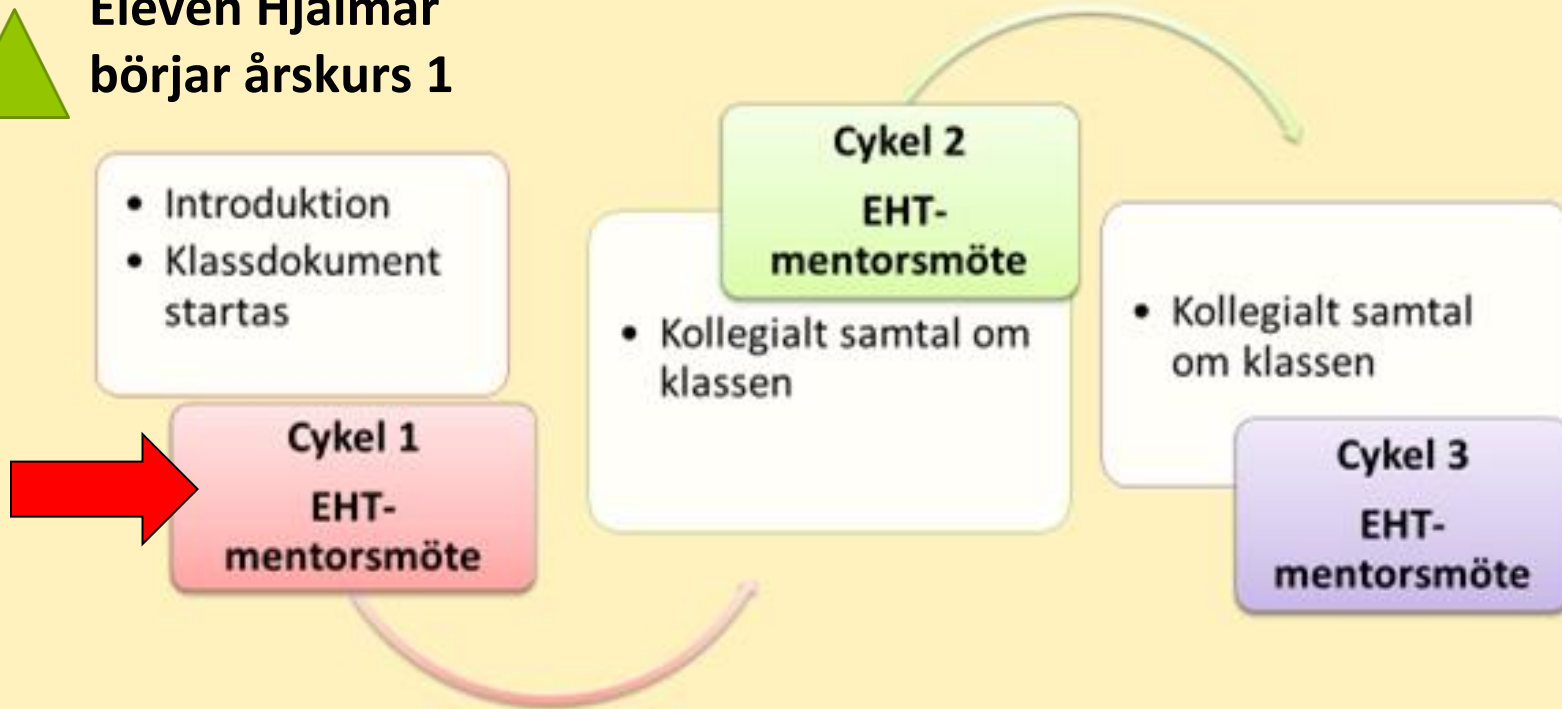 Eleven Hjalmar
börjar årskurs 1
• Introduktion
• Klassdokument
startas
Cykel 1
EHT-
mentorsmöte
Cykel 2
EHT-
mentorsmöte
• Kollegialt samtal om
klassen
• Kollegialt samtal
om klassen
Cykel 3
EHT-
mentorsmöte